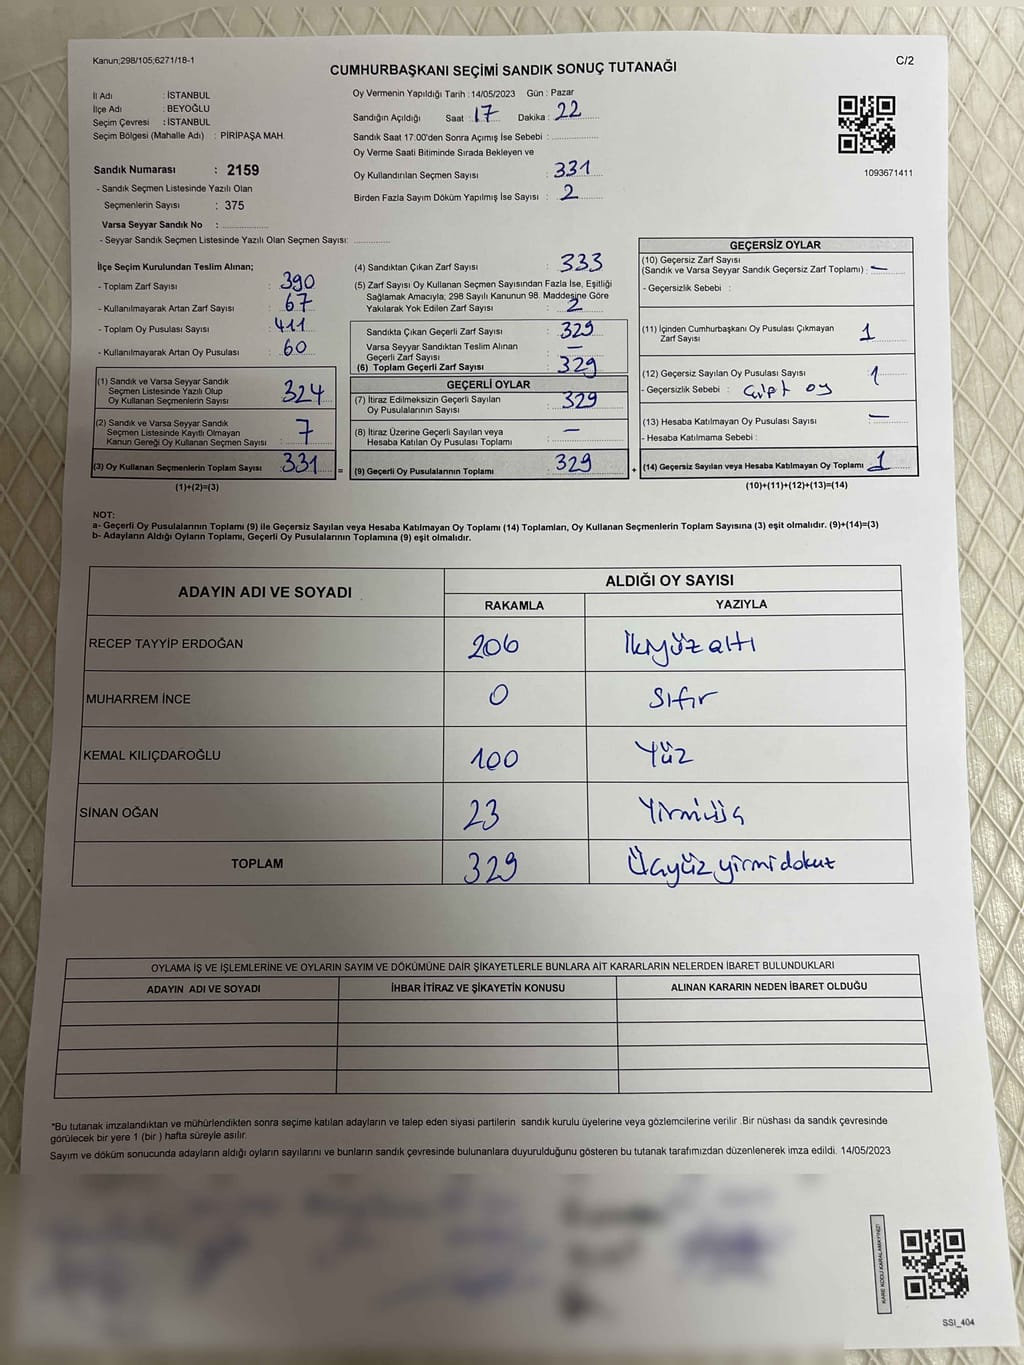 Kanun;298/105;6271/18-1
C/2
CUMHURBAŞKANI SEÇİMİ SANDIK SONUÇ TUTANAĞI
İl Adı : İSTANBUL
İlçe Adı : BEYOĞLU
Seçim Çevresi : İSTANBUL
Seçim Bölgesi (Mahalle Adı) : PİRİPAŞA MAH.
Sandık Numarası : 2159
- Sandık Seçmen Listesinde Yazılı Olan
Seçmenlerin Sayısı : 375
Varsa Seyyar Sandık No :
- Seyyar Sandık Seçmen Listesinde Yazılı Olan Seçmen Sayısı:
Oy Vermenin Yapıldığı Tarih : 14/05/2023 Gün : Pazar
Sandığın Açıldığı Saat : 17 Dakika : 22
Sandık Saat 17:00'den Sonra Açımış İse Sebebi :
Oy Verme Saati Bitiminde Sırada Bekleyen ve
Oy Kullandırılan Seçmen Sayısı : 331
Birden Fazla Sayım Döküm Yapılmış İse Sayısı : 2
1093671411
İlçe Seçim Kurulundan Teslim Alınan;
- Toplam Zarf Sayısı : 390
- Kullanılmayarak Artan Zarf Sayısı : 67
- Toplam Oy Pusulası Sayısı : 411
- Kullanılmayarak Artan Oy Pusulası : 60
(1) Sandık ve Varsa Seyyar Sandık
Seçmen Listesinde Yazılı Olup
Oy Kullanan Seçmenlerin Sayısı : 324
(2) Sandık ve Varsa Seyyar Sandık
Seçmen Listesinde Kayıtlı Olmayan
Kanun Gereği Oy Kullanan Seçmen Sayısı : 7
(3) Oy Kullanan Seçmenlerin Toplam Sayısı : 331 =
(1)+(2)=(3)
(4) Sandıktan Çıkan Zarf Sayısı : 333
(5) Zarf Sayısı Oy Kullanan Seçmen Sayısından Fazla İse, Eşitliği
Sağlamak Amacıyla; 298 Sayılı Kanunun 98. Maddesine Göre
Yakılarak Yok Edilen Zarf Sayısı : 2
Sandıkta Çıkan Geçerli Zarf Sayısı : 329
Varsa Seyyar Sandıktan Teslim Alınan
Geçerli Zarf Sayısı : —
(6) Toplam Geçerli Zarf Sayısı : 329
GEÇERLİ OYLAR
(7) İtiraz Edilmeksizin Geçerli Sayılan
Oy Pusulalarının Sayısı : 329
(8) İtiraz Üzerine Geçerli Sayılan veya
Hesaba Katılan Oy Pusulası Toplamı : —
(9) Geçerli Oy Pusulalarının Toplamı : 329 +
GEÇERSİZ OYLAR
(10) Geçersiz Zarf Sayısı
(Sandık ve Varsa Seyyar Sandık Geçersiz Zarf Toplamı) : —
- Geçersizlik Sebebi :
(11) İçinden Cumhurbaşkanı Oy Pusulası Çıkmayan
Zarf Sayısı : 1
(12) Geçersiz Sayılan Oy Pusulası Sayısı : 1
- Geçersizlik Sebebi : çipt oy
(13) Hesaba Katılmayan Oy Pusulası Sayısı : —
- Hesaba Katılmama Sebebi :
(14) Geçersiz Sayılan veya Hesaba Katılmayan Oy Toplamı : 1
(10)+(11)+(12)+(13)=(14)
NOT:
a- Geçerli Oy Pusulalarının Toplamı (9) ile Geçersiz Sayılan veya Hesaba Katılmayan Oy Toplamı (14) Toplamları, Oy Kullanan Seçmenlerin Toplam Sayısına (3) eşit olmalıdır. (9)+(14)=(3)
b- Adayların Aldığı Oyların Toplamı, Geçerli Oy Pusulalarının Toplamına (9) eşit olmalıdır.
ADAYIN ADI VE SOYADI
ALDIĞI OY SAYISI
RAKAMLA YAZIYLA
RECEP TAYYİP ERDOĞAN 206 İkiyüzaltı
MUHARREM İNCE 0 Sıfır
KEMAL KILIÇDAROĞLU 100 Yüz
SİNAN OĞAN 23 Yirmiüç
TOPLAM 329 Üçyüzyirmidokuz
OYLAMA İŞ VE İŞLEMLERİNE VE OYLARIN SAYIM VE DÖKÜMÜNE DAİR ŞİKAYETLERLE BUNLARA AİT KARARLARIN NELERDEN İBARET BULUNDUKLARI
ADAYIN ADI VE SOYADI İHBAR İTİRAZ VE ŞİKAYETİN KONUSU ALINAN KARARIN NEDEN İBARET OLDUĞU
*Bu tutanak imzalandıktan ve mühürlendikten sonra seçime katılan adayların ve talep eden siyasi partilerin sandık kurulu üyelerine veya gözlemcilerine verilir .Bir nüshası da sandık çevresinde
görülecek bir yere 1 (bir ) hafta süreyle asılır.
Sayım ve döküm sonucunda adayların aldığı oyların sayılarını ve bunların sandık çevresinde bulunanlara duyurulduğunu gösteren bu tutanak tarafımızdan düzenlenerek imza edildi. 14/05/2023
KARE KODU KARALAMAYINIZ!
SSI_404